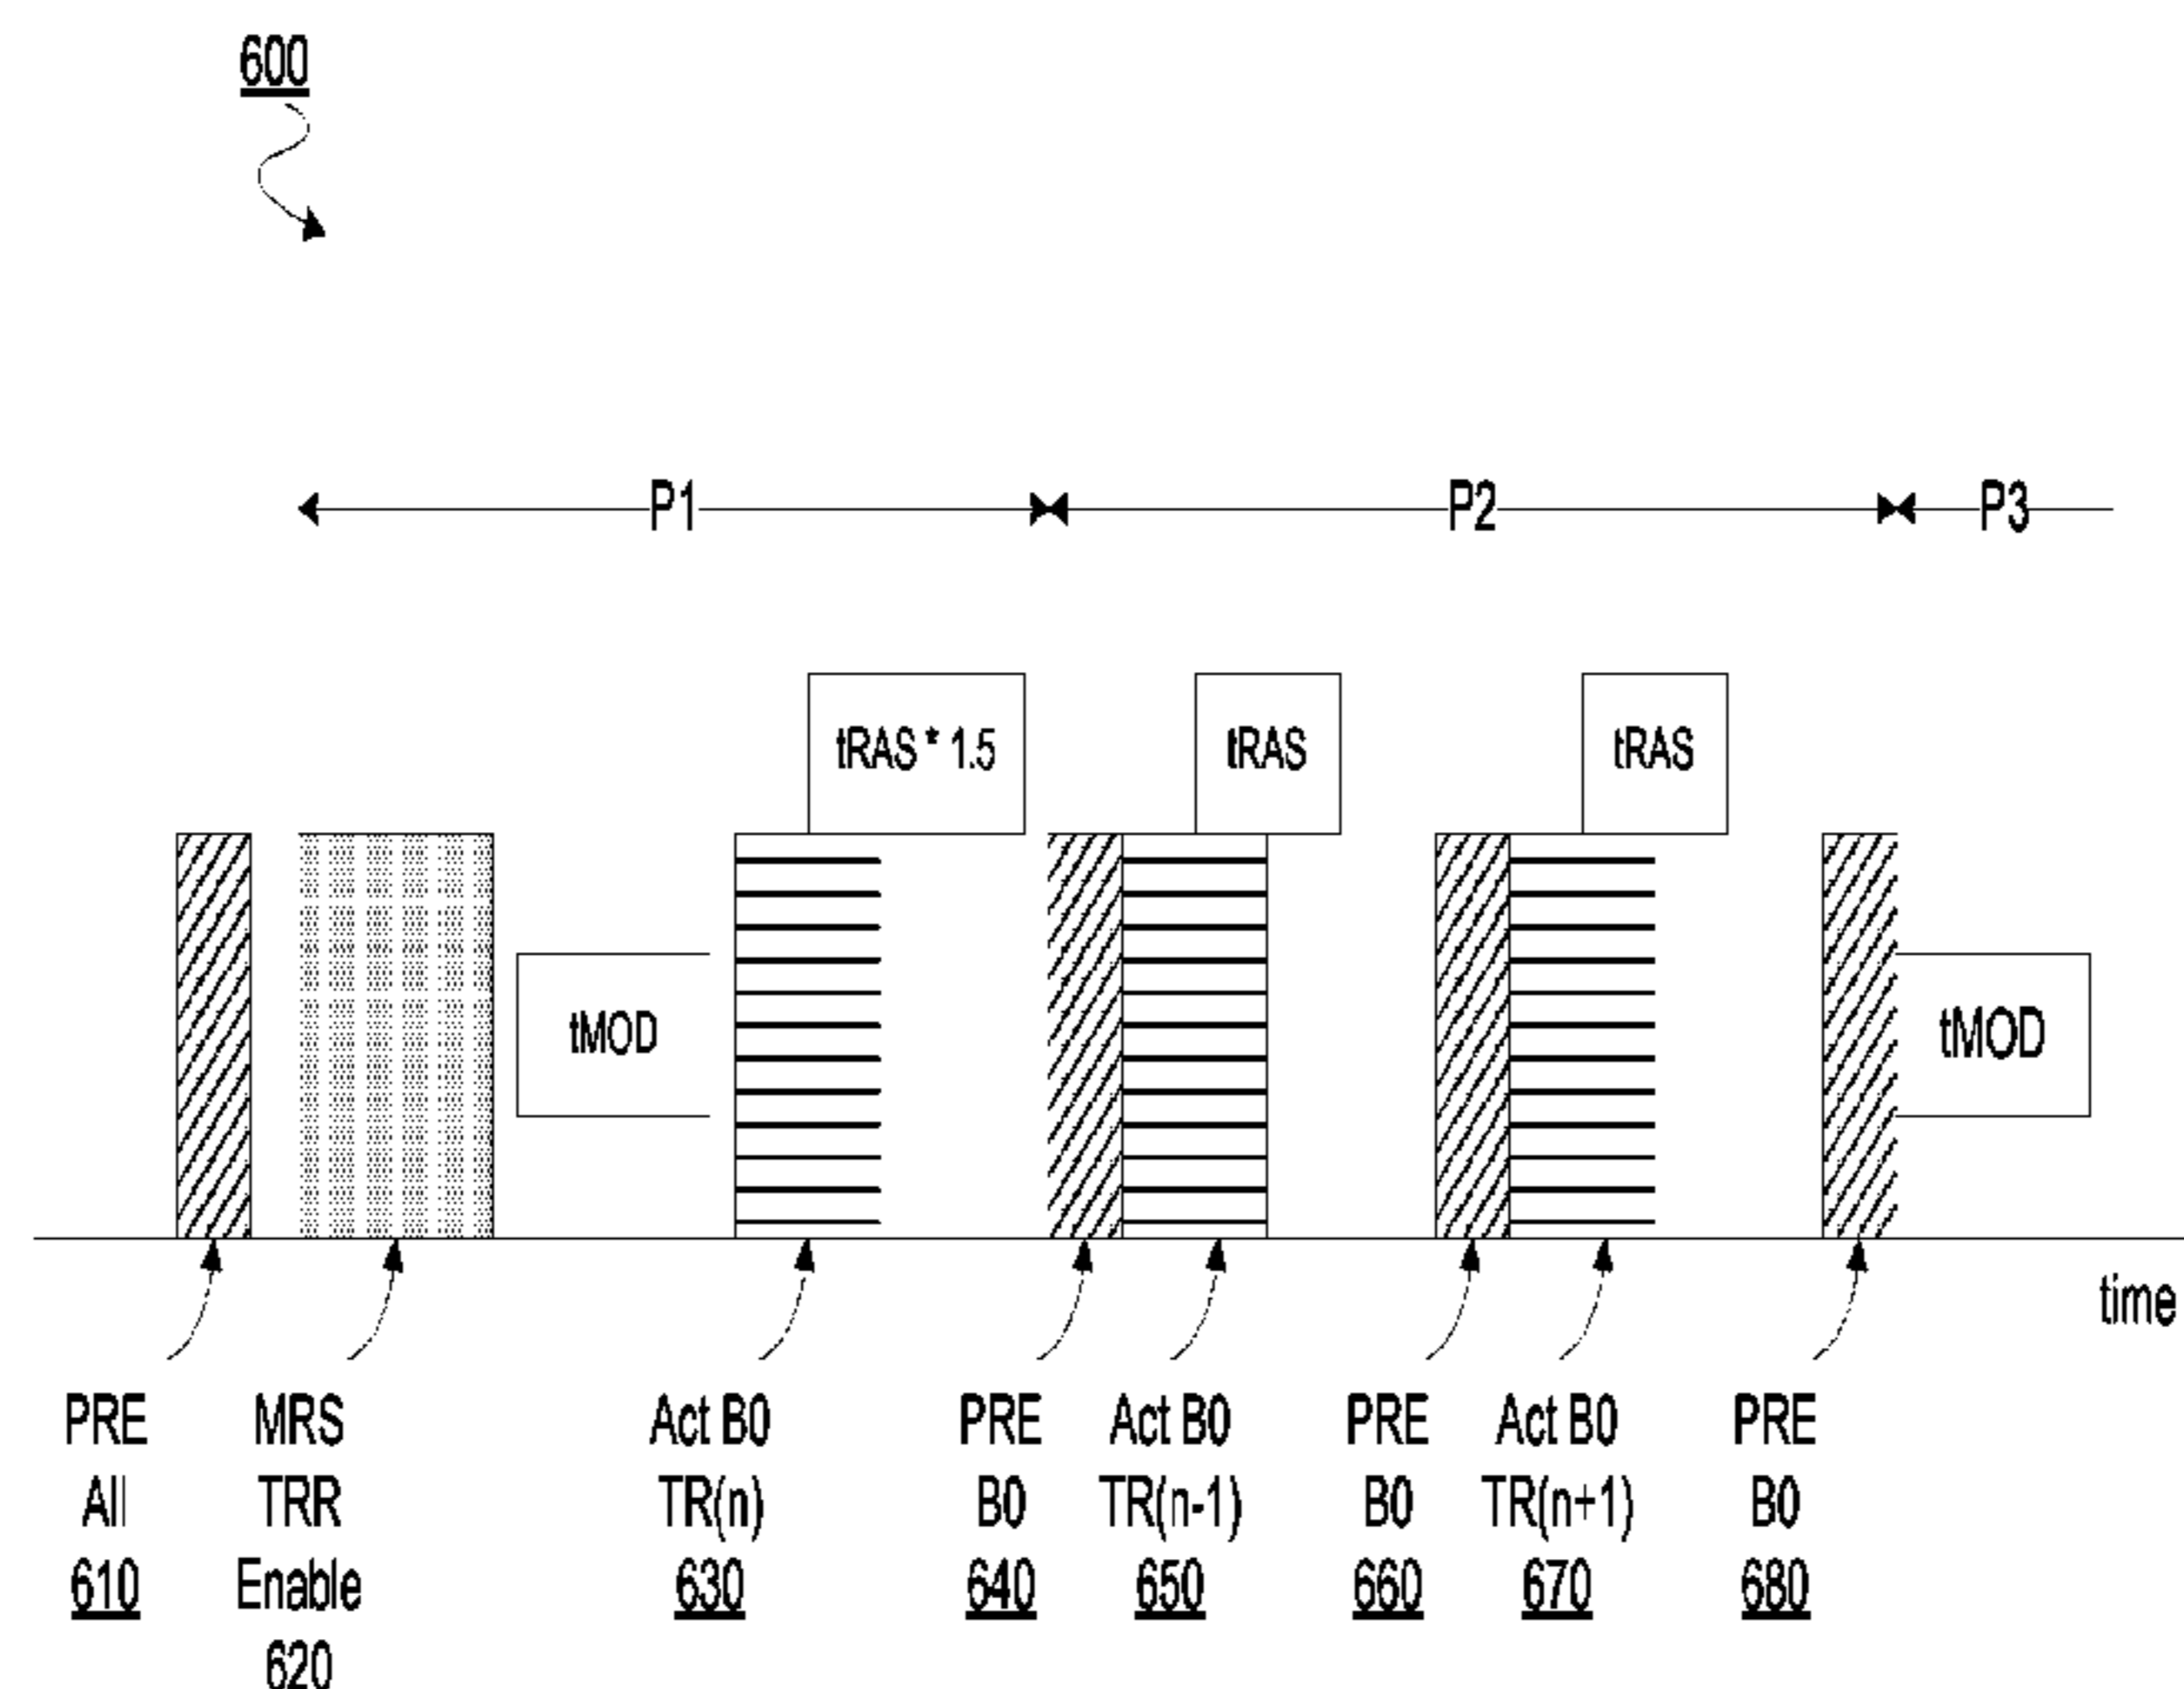 600
P1
P2
P3
tRAS * 1.5
tRAS
tRAS
tMOD
tMOD
time
PRE
All
610
MRS
TRR
Enable
620
Act B0
TR(n)
630
PRE
B0
640
Act B0
TR(n-1)
650
PRE
B0
660
Act B0
TR(n+1)
670
PRE
B0
680